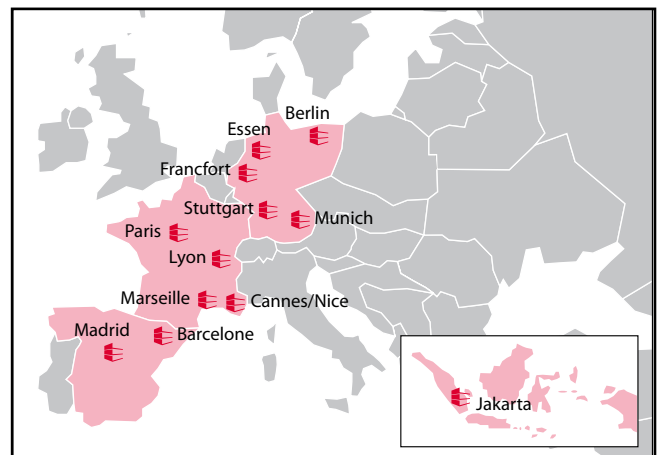 Berlin
Essen
Francfort
Stuttgart
Munich
Paris
Lyon
Marseille
Cannes/Nice
Madrid
Barcelone
Jakarta